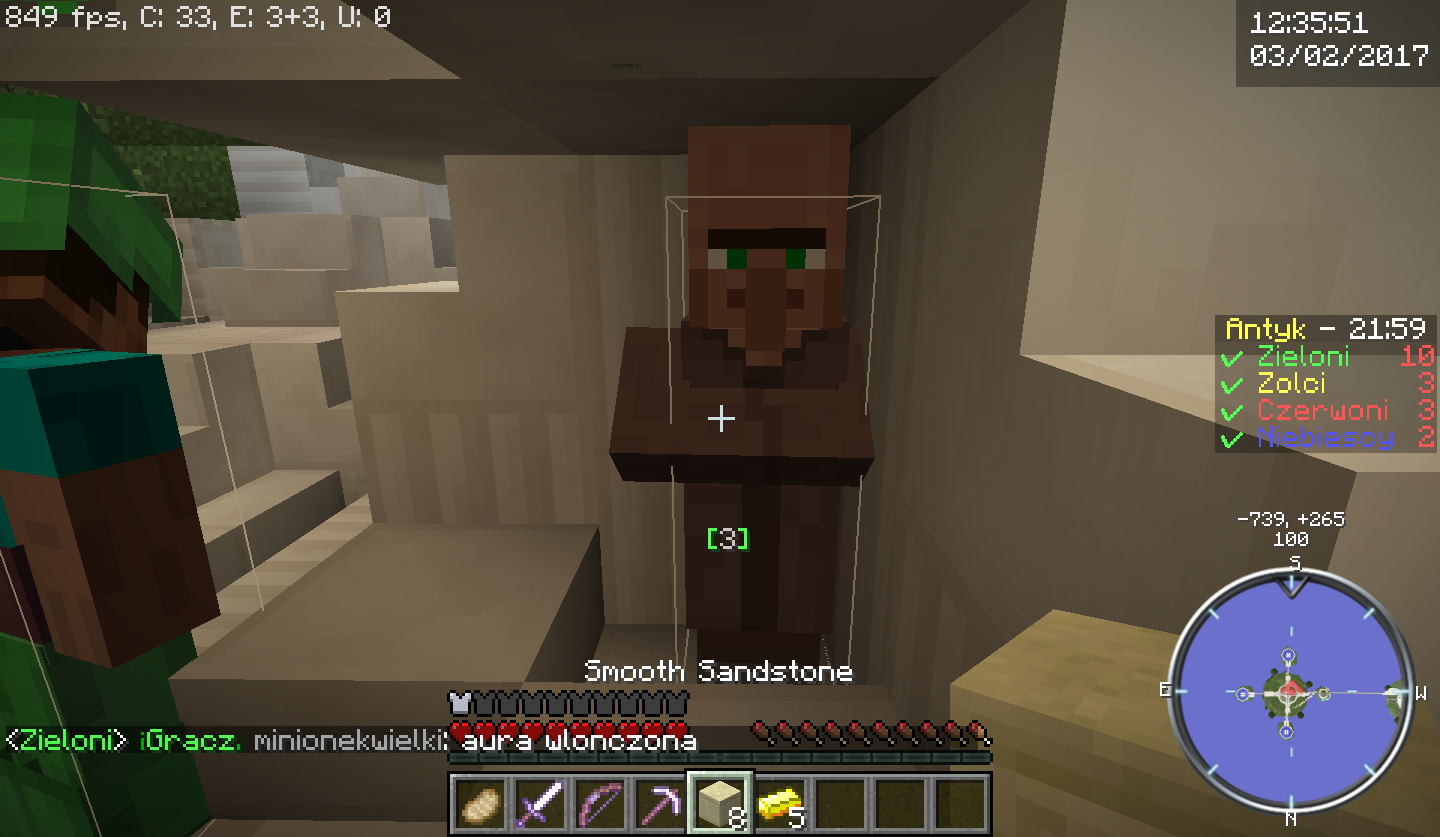 849 fps, C: 33, E: 3+3, U: 0
12:35:51
03/02/2017
Antyk - 21:59
✓ Zieloni 10
✓ Zolci 3
✓ Czerwoni 3
✓ Niebiescy 2
-739, +265
100
S
E
W
N
[3]
Smooth Sandstone
<Zieloni> iGracz. minionekwielki: aura wlonczona
8
5